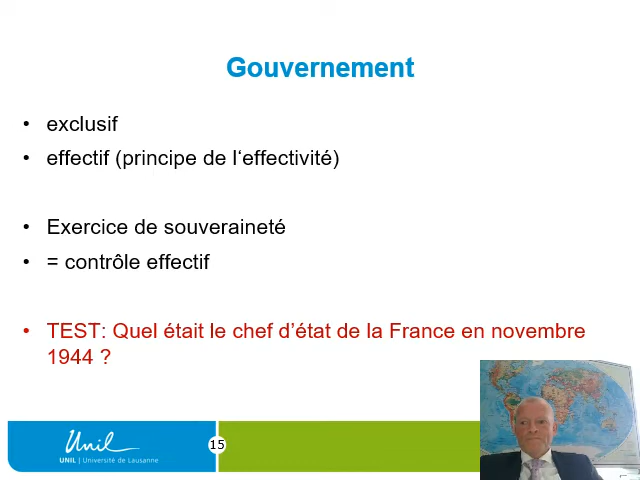 Gouvernement
• exclusif
• effectif (principe de l‘effectivité)
• Exercice de souveraineté
• = contrôle effectif
• TEST: Quel était le chef d’état de la France en novembre
1944 ?
Unil
UNIL | Université de Lausanne
15